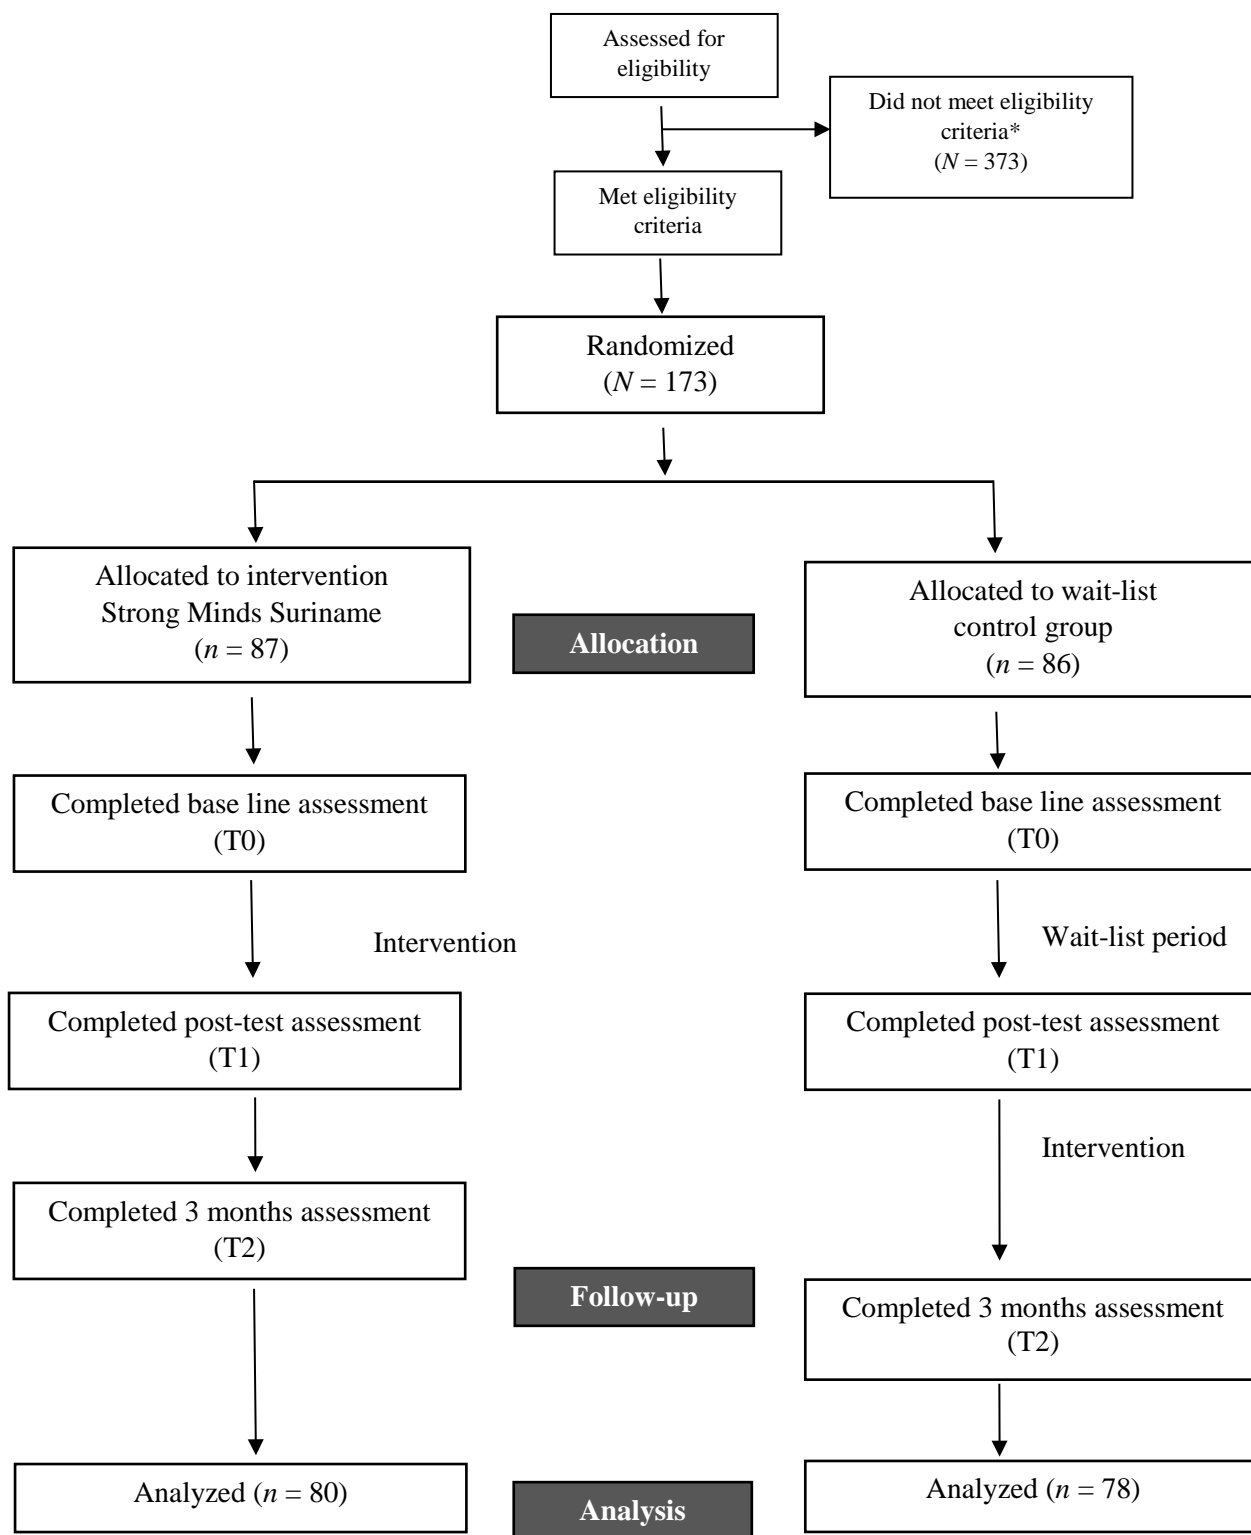 Assessed for
eligibility
Did not meet eligibility
criteria*
(N = 373)
Met eligibility
criteria
Randomized
(N = 173)
Allocated to intervention
Strong Minds Suriname
(n = 87)
Allocation
Allocated to wait-list
control group
(n = 86)
Completed base line assessment
(T0)
Completed base line assessment
(T0)
Intervention
Wait-list period
Completed post-test assessment
(T1)
Completed post-test assessment
(T1)
Intervention
Completed 3 months assessment
(T2)
Follow-up
Completed 3 months assessment
(T2)
Analyzed (n = 80)
Analysis
Analyzed (n = 78)